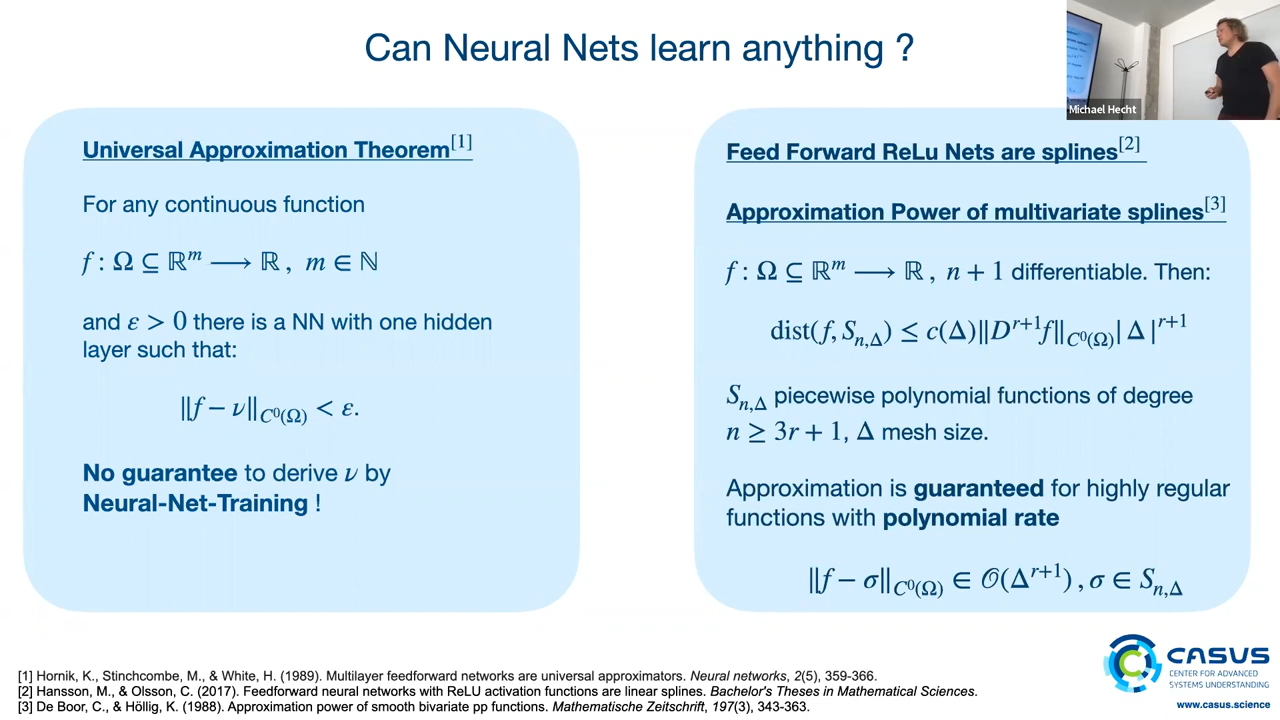 Can Neural Nets learn anything ?
Michael Hecht
Universal Approximation Theorem[1]
For any continuous function
f : Ω ⊆ ℝᵐ ⟶ ℝ , m ∈ ℕ
and ε > 0 there is a NN with one hidden
layer such that:
‖f − ν‖_{C⁰(Ω)} < ε.
No guarantee to derive ν by
Neural-Net-Training !
Feed Forward ReLu Nets are splines[2]
Approximation Power of multivariate splines[3]
f : Ω ⊆ ℝᵐ ⟶ ℝ , n + 1 differentiable. Then:
dist(f, S_{n,Δ}) ≤ c(Δ)‖D^{r+1}f‖_{C⁰(Ω)}|Δ|^{r+1}
S_{n,Δ} piecewise polynomial functions of degree
n ≥ 3r + 1, Δ mesh size.
Approximation is guaranteed for highly regular
functions with polynomial rate
‖f − σ‖_{C⁰(Ω)} ∈ 𝒪(Δ^{r+1}) , σ ∈ S_{n,Δ}
[1] Hornik, K., Stinchcombe, M., & White, H. (1989). Multilayer feedforward networks are universal approximators. Neural networks, 2(5), 359-366.
[2] Hansson, M., & Olsson, C. (2017). Feedforward neural networks with ReLU activation functions are linear splines. Bachelor's Theses in Mathematical Sciences.
[3] De Boor, C., & Höllig, K. (1988). Approximation power of smooth bivariate pp functions. Mathematische Zeitschrift, 197(3), 343-363.
CASUS
CENTER FOR ADVANCED
SYSTEMS UNDERSTANDING
www.casus.science